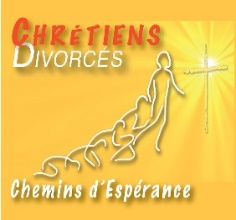 CHRÉTIENS
DIVORCÉS
Chemins d'Espérance